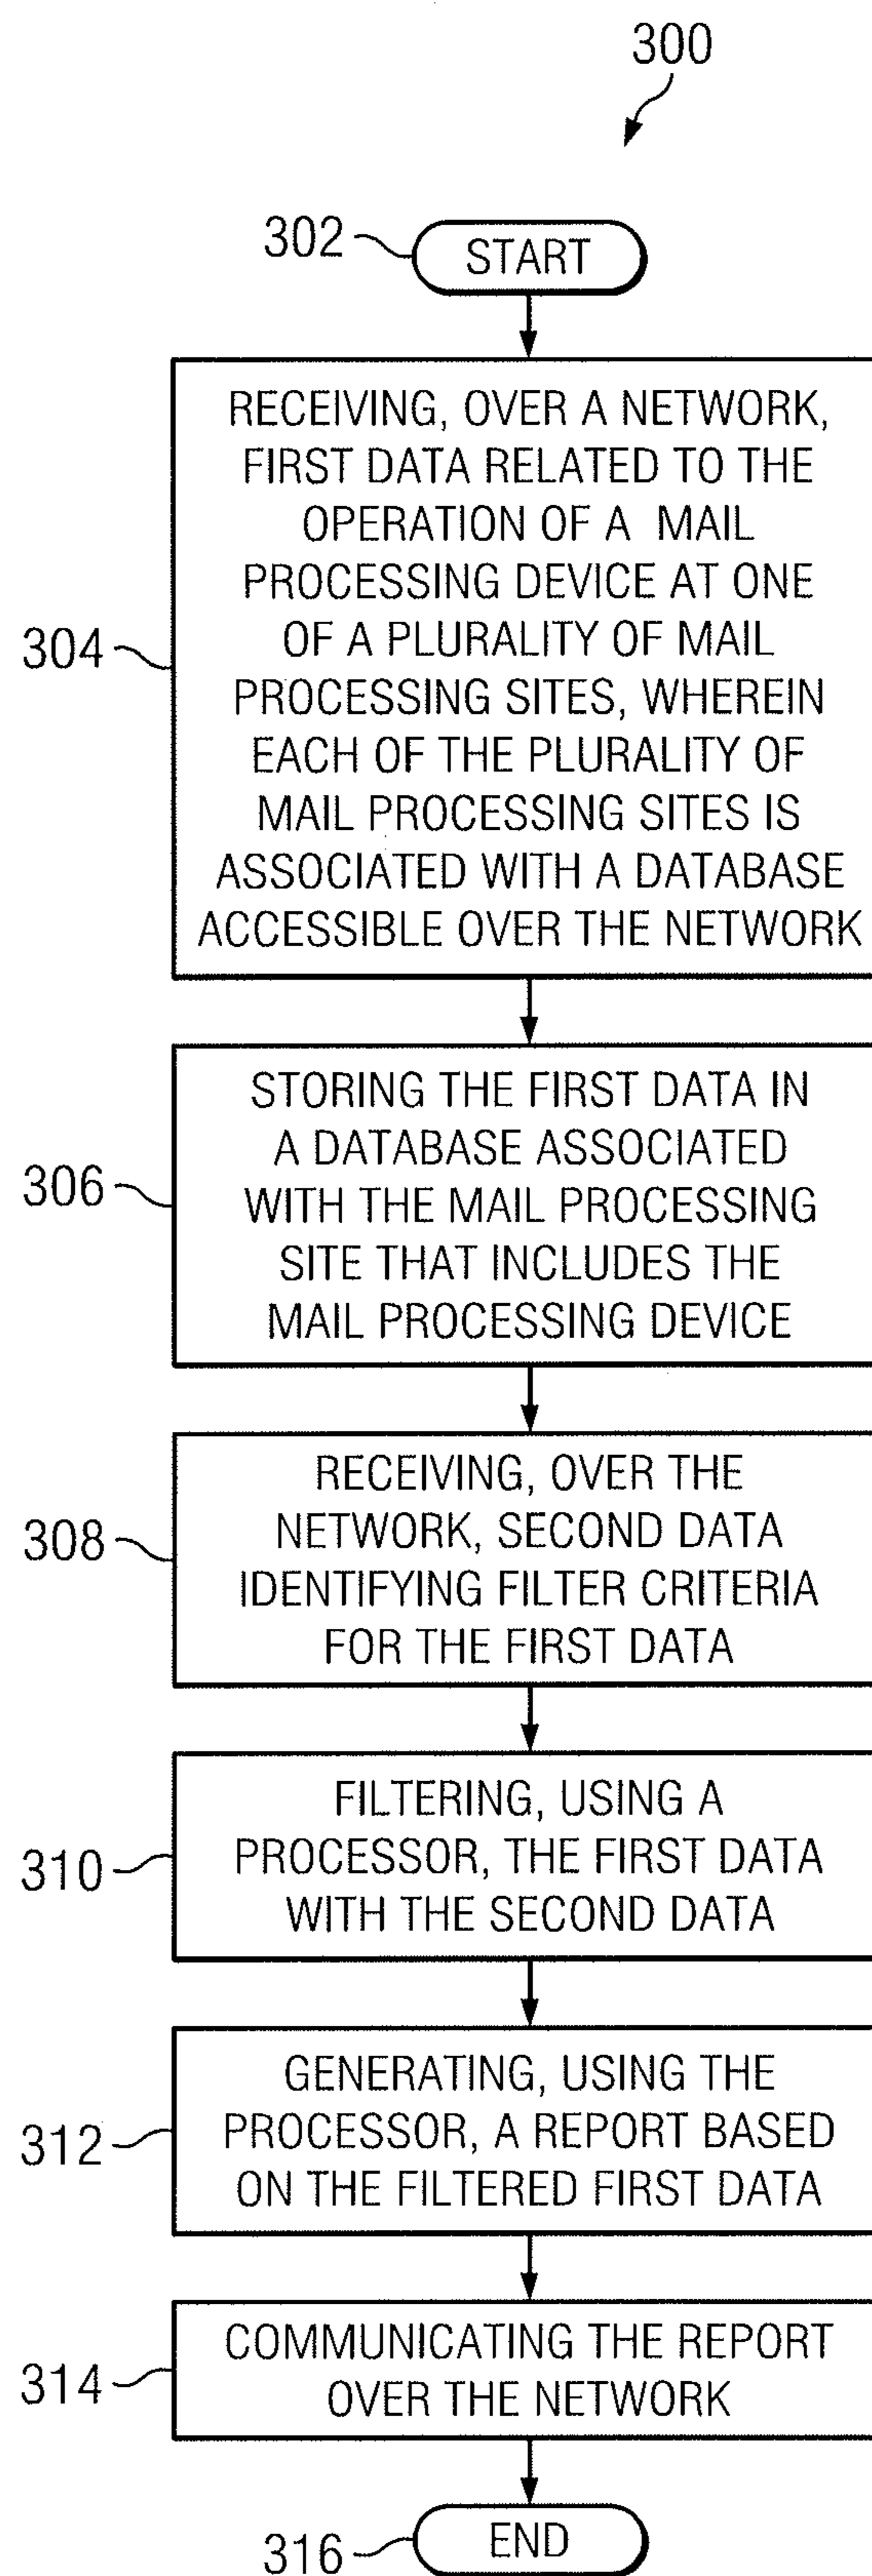 300
302
START
RECEIVING, OVER A NETWORK,
FIRST DATA RELATED TO THE
OPERATION OF A MAIL
PROCESSING DEVICE AT ONE
OF A PLURALITY OF MAIL
PROCESSING SITES, WHEREIN
EACH OF THE PLURALITY OF
MAIL PROCESSING SITES IS
ASSOCIATED WITH A DATABASE
ACCESSIBLE OVER THE NETWORK
304
STORING THE FIRST DATA IN
A DATABASE ASSOCIATED
WITH THE MAIL PROCESSING
SITE THAT INCLUDES THE
MAIL PROCESSING DEVICE
306
RECEIVING, OVER THE
NETWORK, SECOND DATA
IDENTIFYING FILTER CRITERIA
FOR THE FIRST DATA
308
FILTERING, USING A
PROCESSOR, THE FIRST DATA
WITH THE SECOND DATA
310
GENERATING, USING THE
PROCESSOR, A REPORT BASED
ON THE FILTERED FIRST DATA
312
COMMUNICATING THE REPORT
OVER THE NETWORK
314
END
316